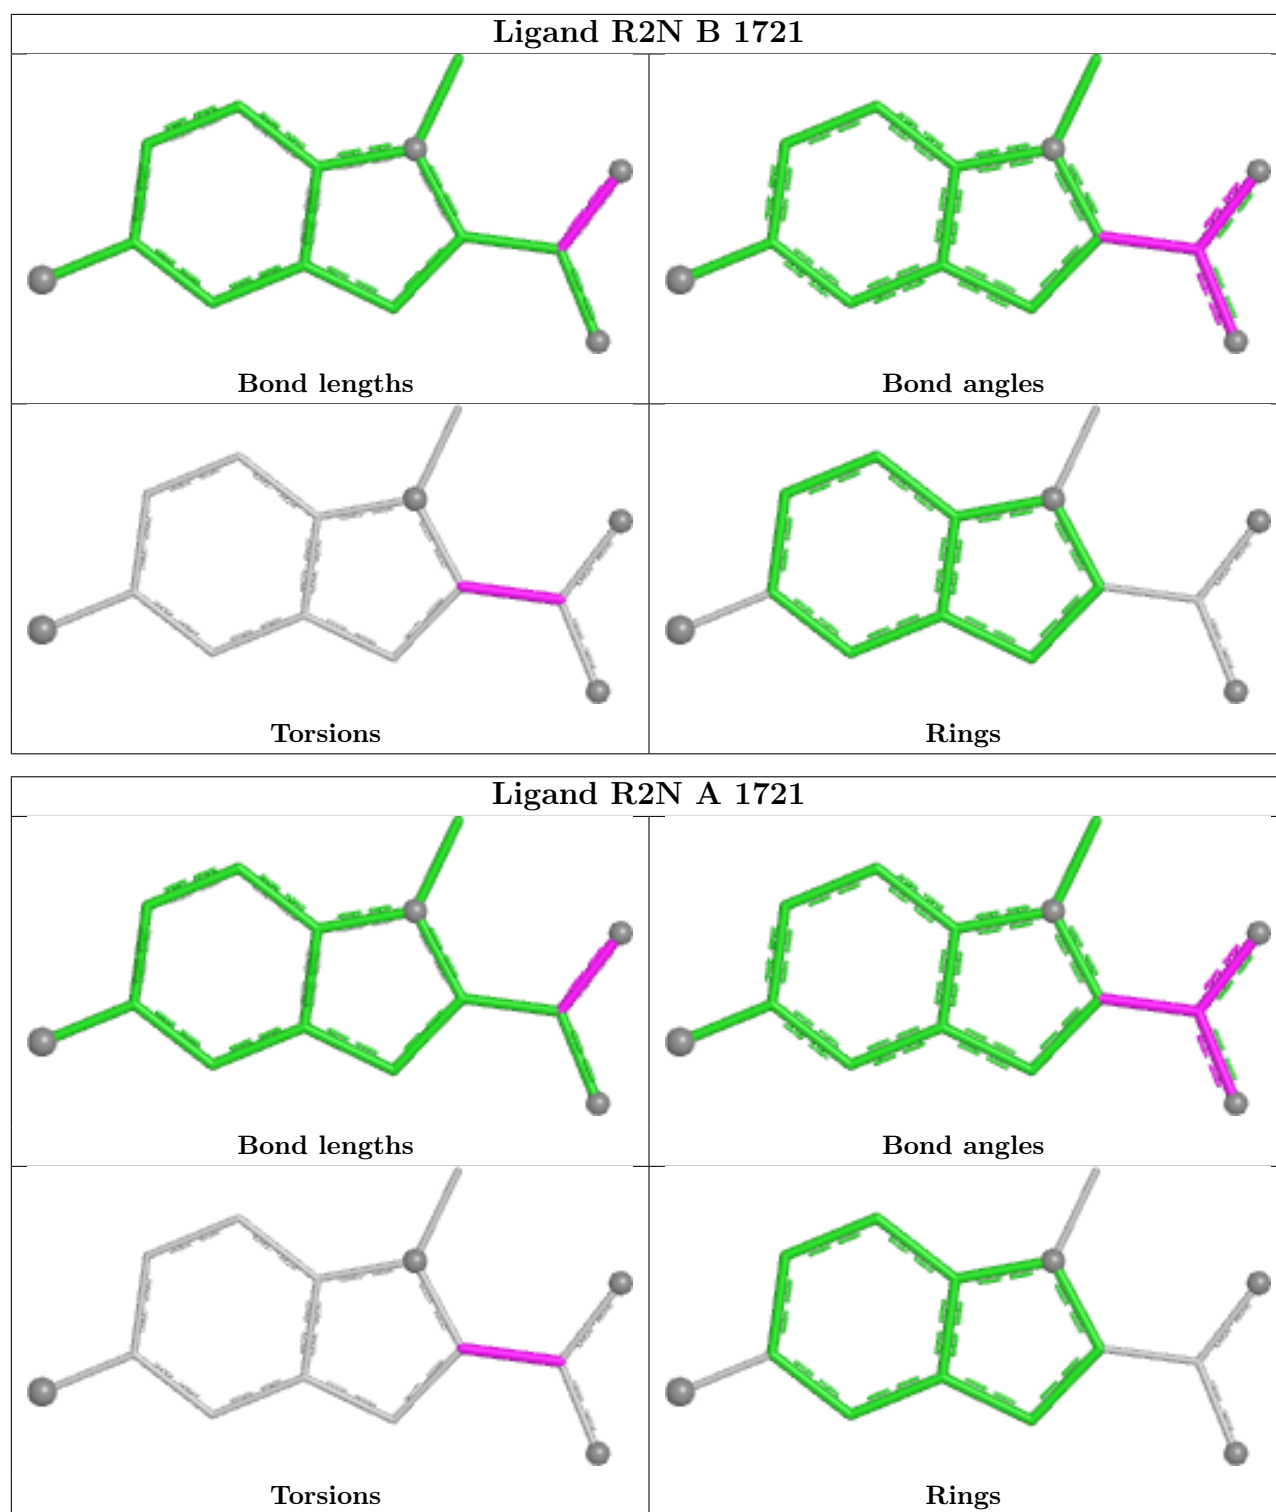 Ligand R2N B 1721
Bond lengths
Bond angles
Torsions
Rings
Ligand R2N A 1721
Bond lengths
Bond angles
Torsions
Rings